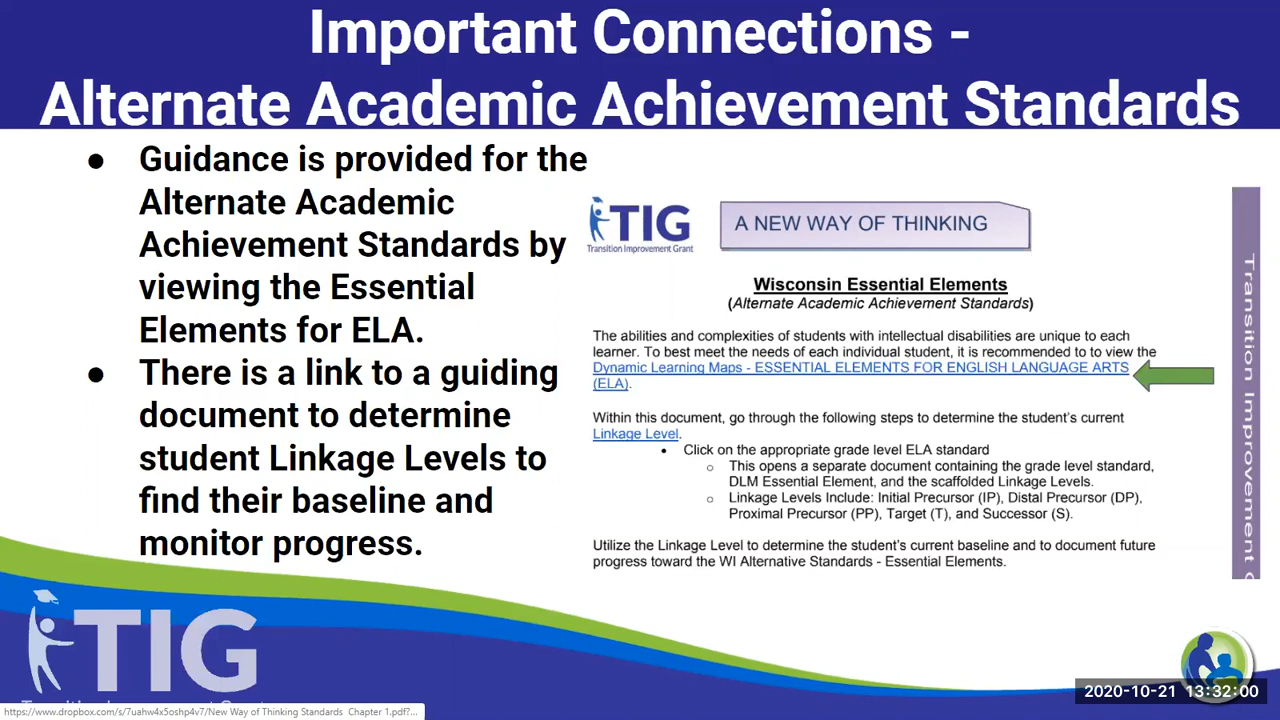 Important Connections -
Alternate Academic Achievement Standards
● Guidance is provided for the
Alternate Academic
Achievement Standards by
viewing the Essential
Elements for ELA.
● There is a link to a guiding
document to determine
student Linkage Levels to
find their baseline and
monitor progress.
TIG
Transition Improvement Grant
A NEW WAY OF THINKING
Wisconsin Essential Elements
(Alternate Academic Achievement Standards)
The abilities and complexities of students with intellectual disabilities are unique to each
learner. To best meet the needs of each individual student, it is recommended to to view the
Dynamic Learning Maps - ESSENTIAL ELEMENTS FOR ENGLISH LANGUAGE ARTS
(ELA).
Within this document, go through the following steps to determine the student's current
Linkage Level.
• Click on the appropriate grade level ELA standard
○ This opens a separate document containing the grade level standard,
DLM Essential Element, and the scaffolded Linkage Levels.
○ Linkage Levels Include: Initial Precursor (IP), Distal Precursor (DP),
Proximal Precursor (PP), Target (T), and Successor (S).
Utilize the Linkage Level to determine the student's current baseline and to document future
progress toward the WI Alternative Standards - Essential Elements.
Transition Improvement
TIG
2020-10-21 13:32:00
https://www.dropbox.com/s/7uahw4x5oshp4v7/New Way of Thinking Standards Chapter 1.pdf?...